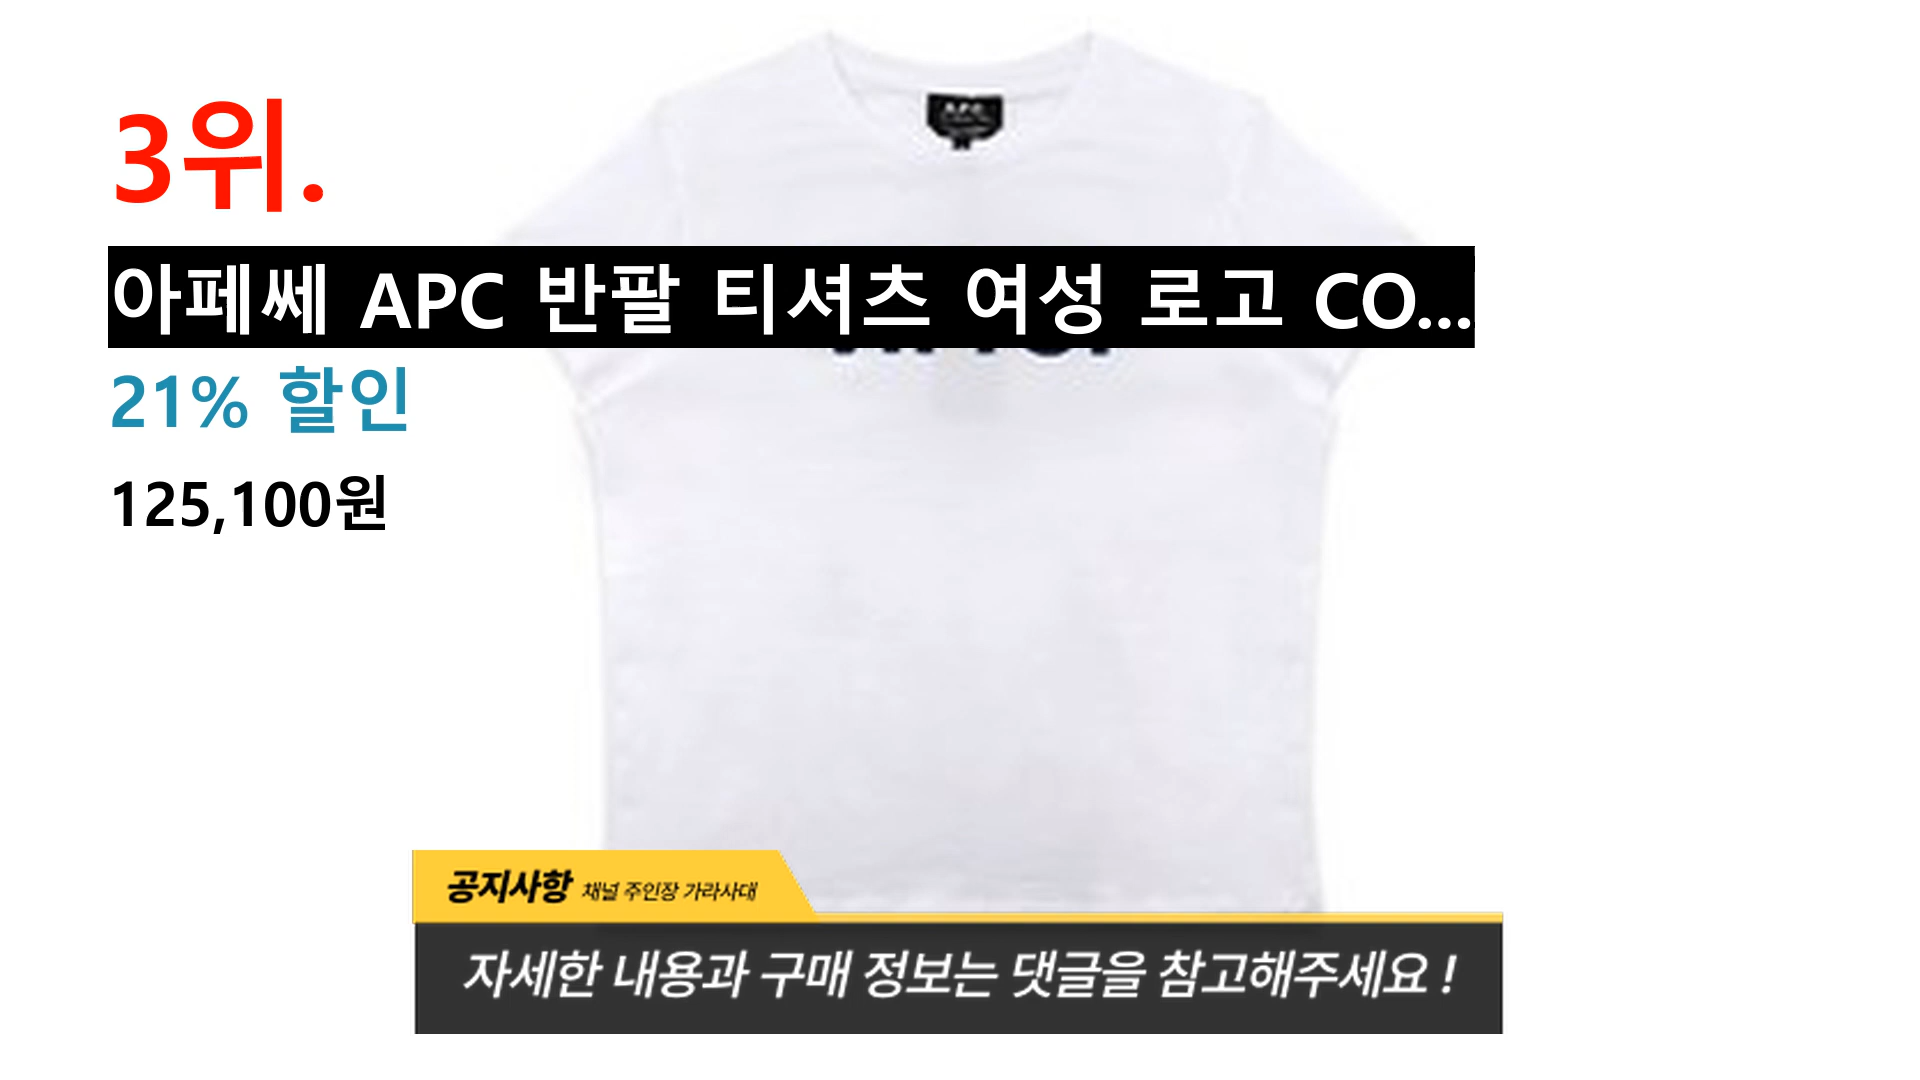 3위.
APC
아페쎄 APC 반팔 티셔츠 여성 로고 CO...
21% 할인
125,100원
공지사항 채널 주인장 가라사대
자세한 내용과 구매 정보는 댓글을 참고해주세요 !